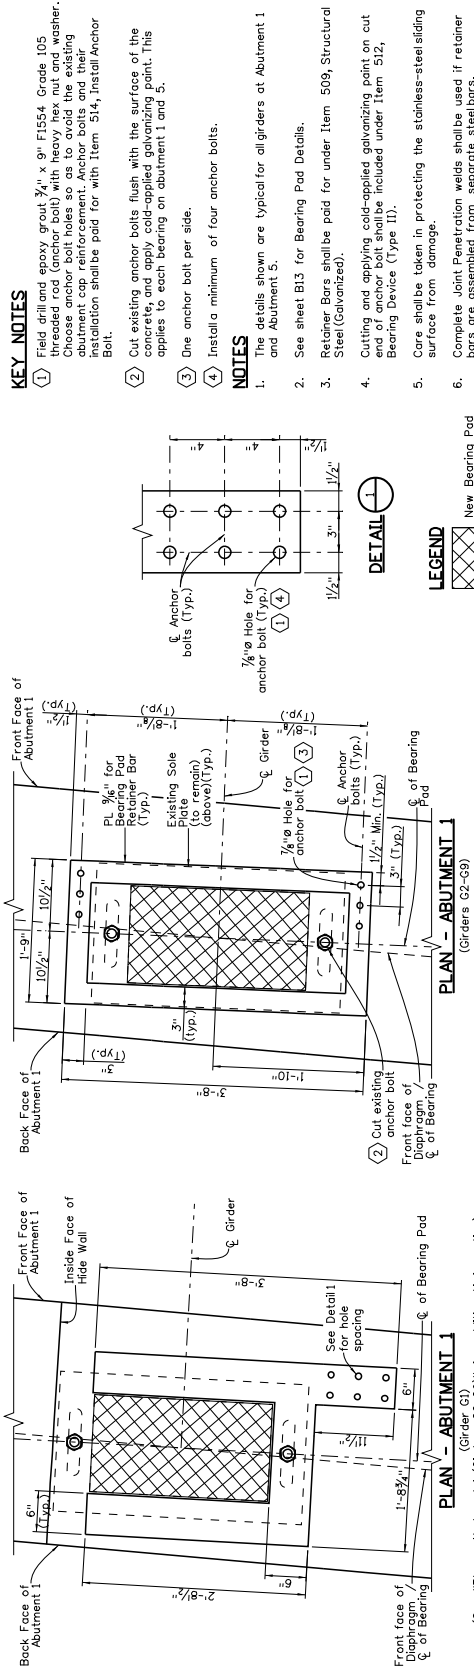 Back Face of
Abutment 1
Front Face of
Abutment 1
Inside Face of
Hide Wall
6"
(Typ.)
2'-8½"
6"
℄ Girder
3'-8"
See Detail 1
for hole
spacing
11½"
6"
1'-8¾"
Front face of
Diaphragm /
℄ of Bearing
℄ of Bearing Pad
PLAN - ABUTMENT 1
(Girder G1)
Back Face of
Abutment 1
Front Face of
Abutment 1
1'-9"
10½"
10½"
3"
(Typ.)
3'-8"
1'-10"
3"
(typ.)
1½"
(Typ.)
1'-8⅛"
(Typ.)
1'-8⅛"
PL 9/16" for
Bearing Pad
Retainer Bar
(Typ.)
Existing Sole
Plate
(to remain)
(above)(Typ.)
℄ Girder
⅞"ø Hole for
anchor bolt
1
3
℄ Anchor
bolts (Typ.)
1½" Min. (Typ.)
3" (Typ.)
℄ of Bearing
Pad
2
Cut existing
anchor bolt
Front face of
Diaphragm /
℄ of Bearing
PLAN - ABUTMENT 1
(Girders G2-G9)
℄ Anchor
bolts (Typ.)
⅞"ø Hole for
anchor bolt (Typ.)
1
4
4"
4"
1½"
1½"
3"
1½"
DETAIL
1
LEGEND
New Bearing Pad
KEY NOTES
1 Field drill and epoxy grout ¾" x 9" F1554 Grade 105
threaded rod (anchor bolt) with heavy hex nut and washer.
Choose anchor bolt holes so as to avoid the existing
abutment cap reinforcement. Anchor bolts and their
installation shall be paid for with Item 514, Install Anchor
Bolt.
2 Cut existing anchor bolts flush with the surface of the
concrete, and apply cold-applied galvanizing paint. This
applies to each bearing on abutment 1 and 5.
3 One anchor bolt per side.
4 Install a minimum of four anchor bolts.
NOTES
1. The details shown are typical for all girders at Abutment 1
and Abutment 5.
2. See sheet B13 for Bearing Pad Details.
3. Retainer Bars shall be paid for under Item 509, Structural
Steel (Galvanized).
4. Cutting and applying cold-applied galvanizing paint on cut
end of anchor bolt shall be included under Item 512,
Bearing Device (Type II).
5. Care shall be taken in protecting the stainless-steel sliding
surface from damage.
6. Complete Joint Penetration welds shall be used if retainer
bars are assembled from separate steel bars.